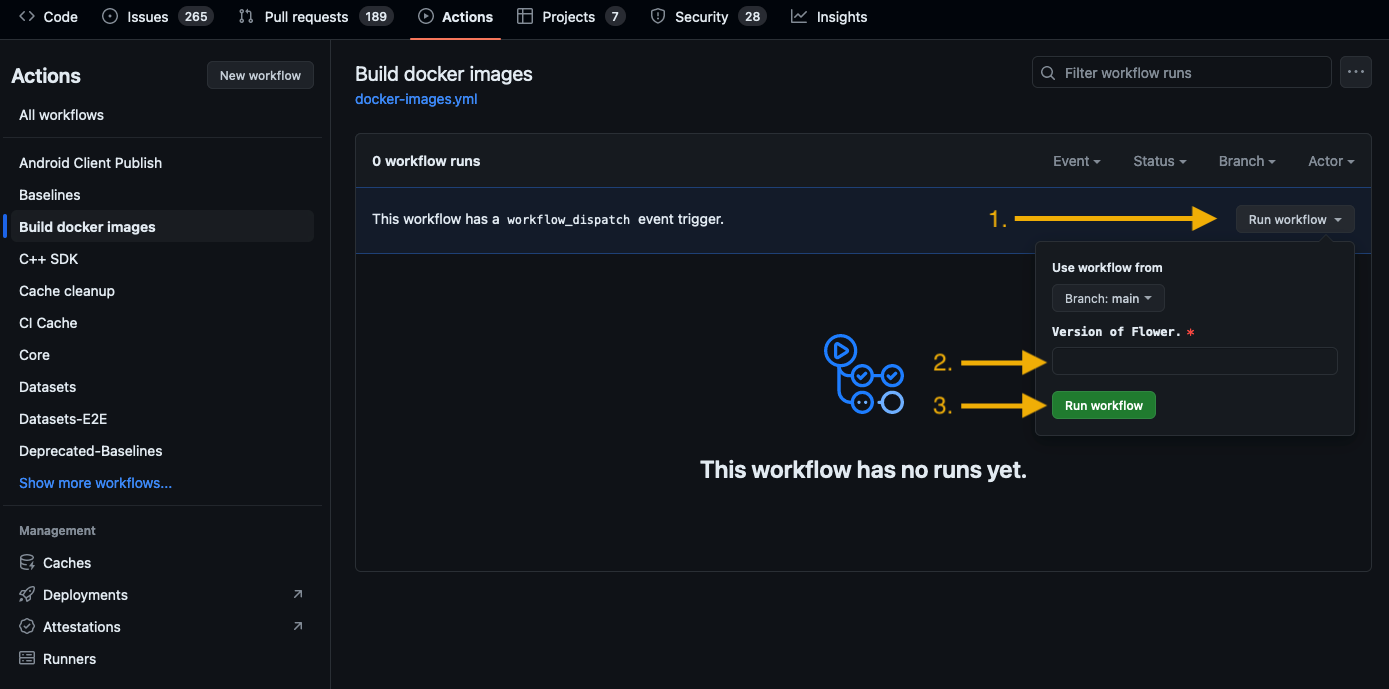 Code Issues 265 Pull requests 189 Actions Projects 7 Security 28 Insights
Actions
New workflow
All workflows
Android Client Publish
Baselines
Build docker images
C++ SDK
Cache cleanup
CI Cache
Core
Datasets
Datasets-E2E
Deprecated-Baselines
Show more workflows...
Management
Caches
Deployments
Attestations
Runners
Build docker images
docker-images.yml
Filter workflow runs
0 workflow runs
Event Status Branch Actor
This workflow has a workflow_dispatch event trigger.
1.
Run workflow
Use workflow from
Branch: main
Version of Flower. *
2.
3.
Run workflow
This workflow has no runs yet.